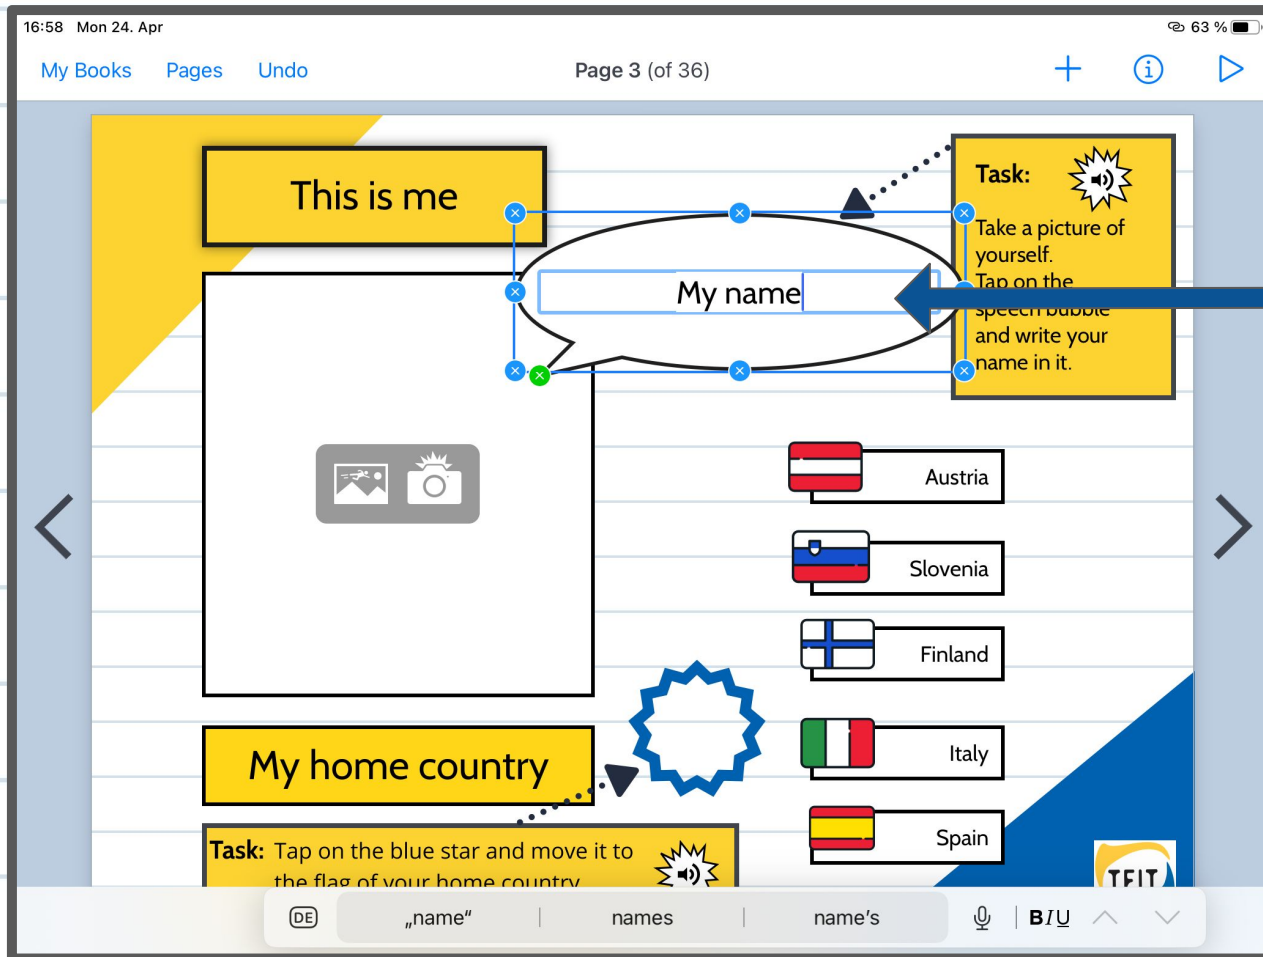 16:58 Mon 24. Apr
63 %
My Books Pages Undo
Page 3 (of 36)
This is me
My name
Task:
Take a picture of
yourself.
Tap on the
speech bubble
and write your
name in it.
Austria
Slovenia
Finland
Italy
Spain
My home country
Task: Tap on the blue star and move it to
the flag of your home country
TEIT
DE „name“ names name's BIU